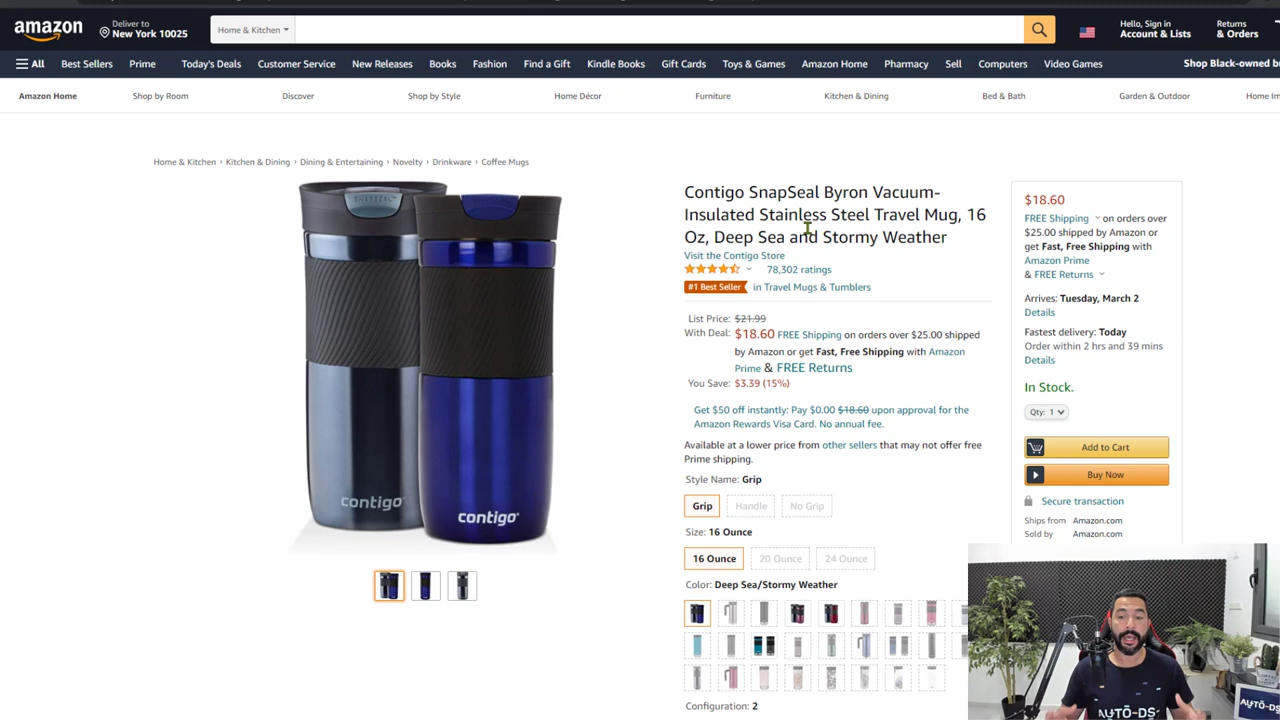 amazon
Deliver to
New York 10025
Home & Kitchen
Hello, Sign in
Account & Lists
Returns
& Orders
All
Best Sellers
Prime
Today's Deals
Customer Service
New Releases
Books
Fashion
Find a Gift
Kindle Books
Gift Cards
Toys & Games
Amazon Home
Pharmacy
Sell
Computers
Video Games
Shop Black-owned
Amazon Home
Shop by Room
Discover
Shop by Style
Home Décor
Furniture
Kitchen & Dining
Bed & Bath
Garden & Outdoor
Home
Home & Kitchen › Kitchen & Dining › Dining & Entertaining › Novelty › Drinkware › Coffee Mugs
contigo
contigo
Contigo SnapSeal Byron Vacuum-
Insulated Stainless Steel Travel Mug, 16
Oz, Deep Sea and Stormy Weather
Visit the Contigo Store
78,302 ratings
#1 Best Seller in Travel Mugs & Tumblers
List Price: $21.99
With Deal: $18.60 FREE Shipping on orders over $25.00 shipped
by Amazon or get Fast, Free Shipping with Amazon
Prime & FREE Returns
You Save: $3.39 (15%)
Get $50 off instantly: Pay $0.00 $18.60 upon approval for the
Amazon Rewards Visa Card. No annual fee.
Available at a lower price from other sellers that may not offer free
Prime shipping.
Style Name: Grip
Grip
Handle
No Grip
Size: 16 Ounce
16 Ounce
20 Ounce
24 Ounce
Color: Deep Sea/Stormy Weather
Configuration: 2
$18.60
FREE Shipping on orders over
$25.00 shipped by Amazon or
get Fast, Free Shipping with
Amazon Prime
& FREE Returns
Arrives: Tuesday, March 2
Details
Fastest delivery: Today
Order within 2 hrs and 39 mins
Details
In Stock.
Qty: 1
Add to Cart
Buy Now
Secure transaction
Ships from Amazon.com
Sold by Amazon.com
AUTO-DS
AUTO-DS